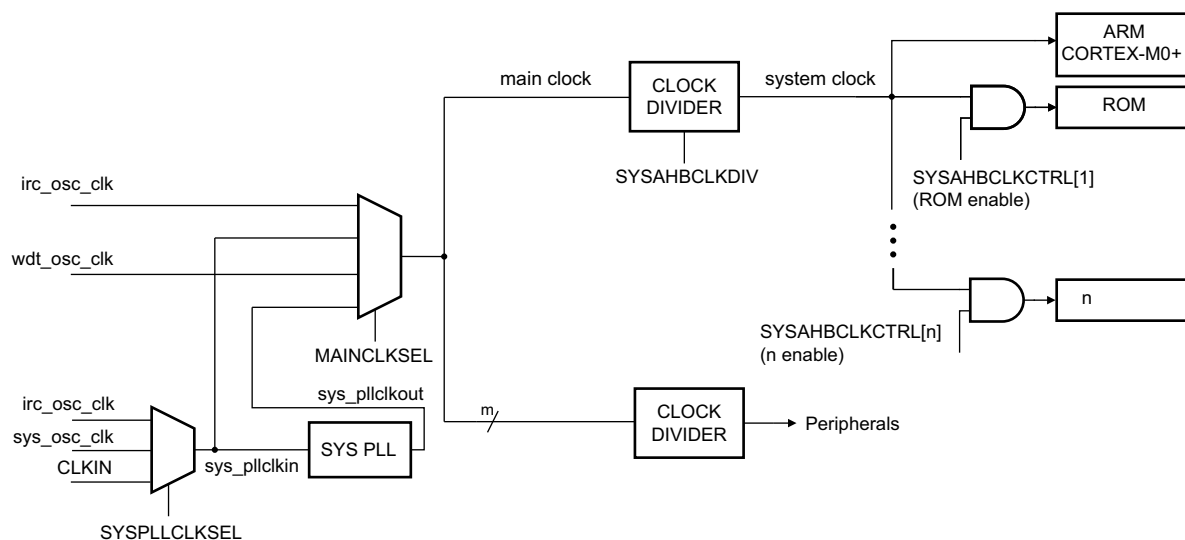 ARM
CORTEX-M0+
main clock
CLOCK
DIVIDER
system clock
ROM
SYSAHBCLKDIV
SYSAHBCLKCTRL[1]
(ROM enable)
irc_osc_clk
wdt_osc_clk
n
SYSAHBCLKCTRL[n]
(n enable)
MAINCLKSEL
sys_pllclkout
irc_osc_clk
sys_osc_clk
CLKIN
sys_pllclkin
SYS PLL
m
CLOCK
DIVIDER
Peripherals
SYSPLLCLKSEL